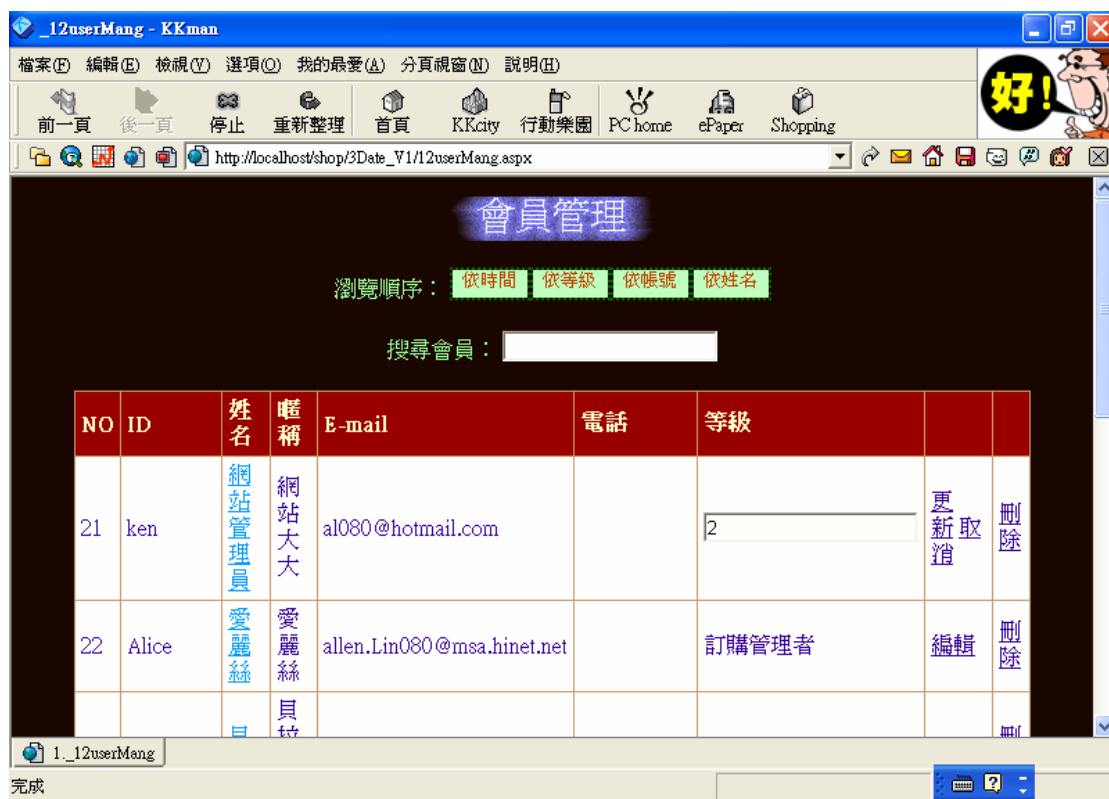 _12userMang - KKman
檔案(F) 編輯(E) 檢視(V) 選項(O) 我的最愛(A) 分頁視窗(N) 說明(H)
好!
前一頁 後一頁 停止 重新整理 首頁 KKcity 行動樂園 PChome ePaper Shopping
http://localhost/shop/3Date_V1/12userMang.aspx
會員管理
瀏覽順序: 依時間 依等級 依帳號 依姓名
搜尋會員:
NO ID 姓名 暱稱 E-mail 電話 等級
21 ken 網站管理員 網站大大 al080@hotmail.com 2 更新 取消 刪除
22 Alice 愛麗絲 愛麗絲 allen.Lin080@msa.hinet.net 訂購管理者 編輯 刪除
貝
1._12userMang
完成